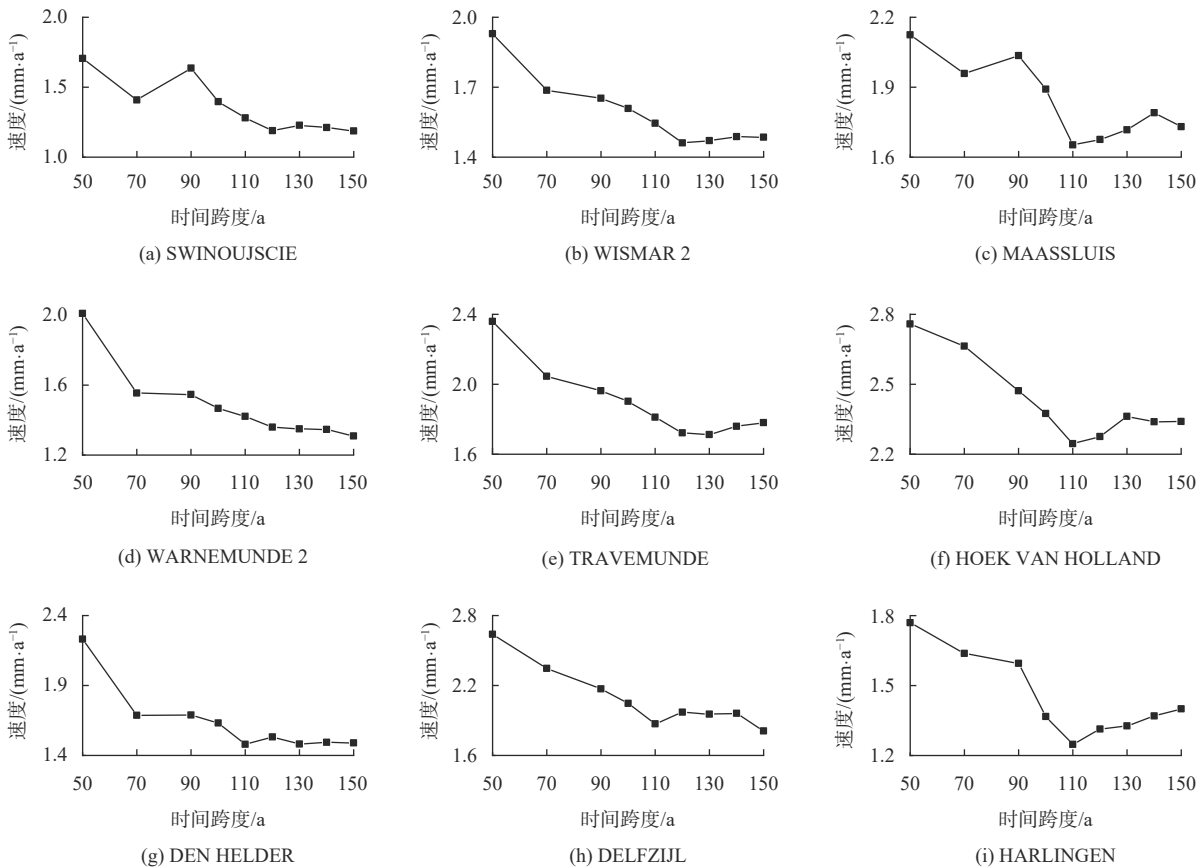 2.0
1.5
1.0
速度/(mm·a⁻¹)
50 70 90 110 130 150
时间跨度/a
(a) SWINOUJSCIE
2.0
1.7
1.4
速度/(mm·a⁻¹)
50 70 90 110 130 150
时间跨度/a
(b) WISMAR 2
2.2
1.9
1.6
速度/(mm·a⁻¹)
50 70 90 110 130 150
时间跨度/a
(c) MAASSLUIS
2.0
1.6
1.2
速度/(mm·a⁻¹)
50 70 90 110 130 150
时间跨度/a
(d) WARNEMUNDE 2
2.4
2.0
1.6
速度/(mm·a⁻¹)
50 70 90 110 130 150
时间跨度/a
(e) TRAVEMUNDE
2.8
2.5
2.2
速度/(mm·a⁻¹)
50 70 90 110 130 150
时间跨度/a
(f) HOEK VAN HOLLAND
2.4
1.9
1.4
速度/(mm·a⁻¹)
50 70 90 110 130 150
时间跨度/a
(g) DEN HELDER
2.8
2.2
1.6
速度/(mm·a⁻¹)
50 70 90 110 130 150
时间跨度/a
(h) DELFZIJL
1.8
1.5
1.2
速度/(mm·a⁻¹)
50 70 90 110 130 150
时间跨度/a
(i) HARLINGEN